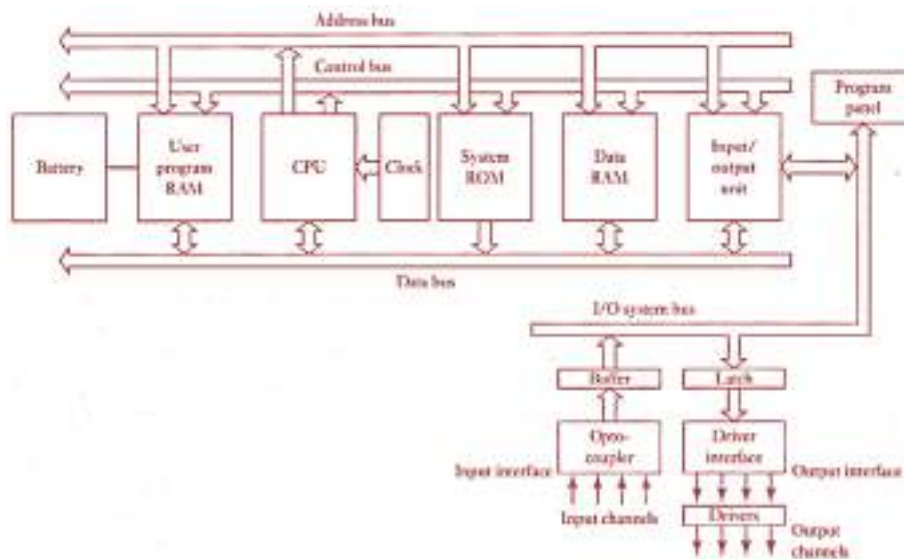 Address bus
Control bus
Program
panel
Battery
User
program
RAM
CPU
Clock
System
ROM
Data
RAM
Input/
output
unit
Data bus
I/O system bus
Buffer
Latch
Opto-
coupler
Driver
interface
Input interface
Output interface
Input channels
Drivers
Output
channels